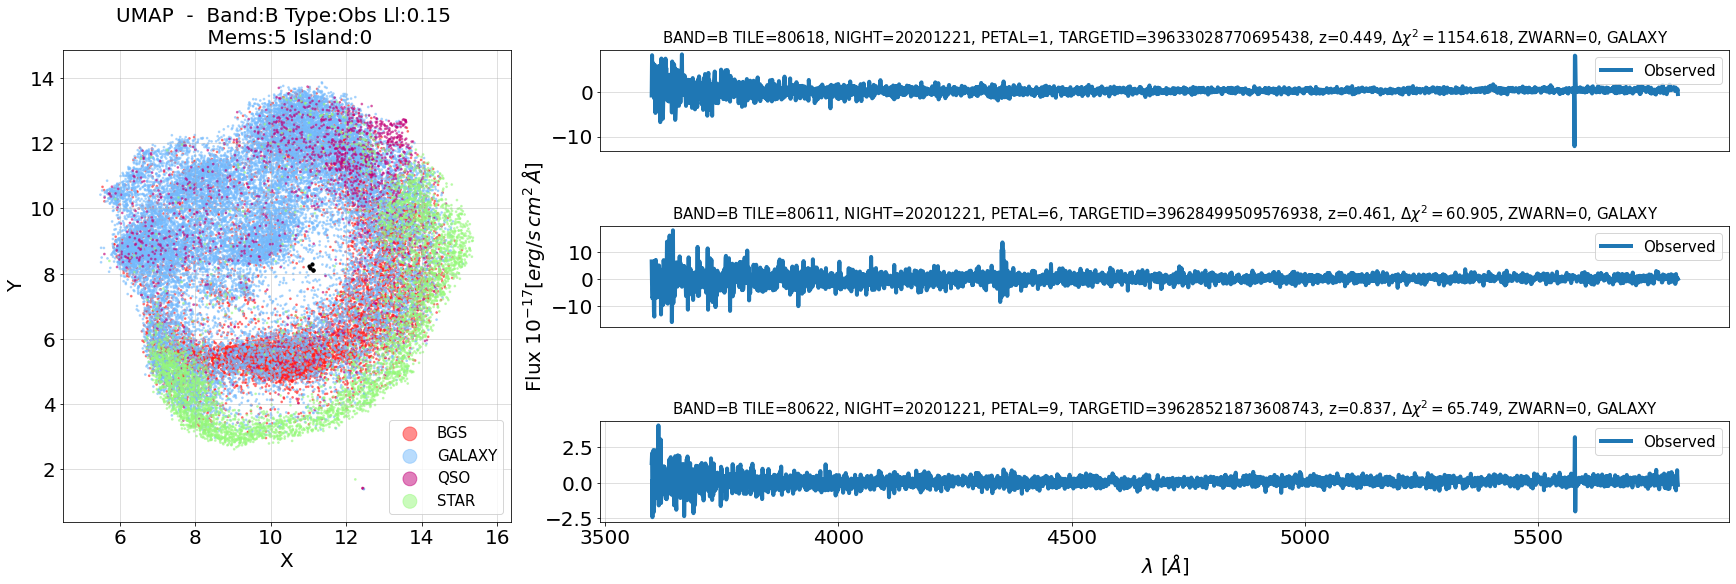 UMAP - Band:B Type:Obs Ll:0.15
Mems:5 Island:0
14
12
10
8
6
4
2
Y
6
8
10
12
14
16
X
BGS
GALAXY
QSO
STAR
Flux 10^{-17}[erg/s cm^2 Å]
BAND=B TILE=80618, NIGHT=20201221, PETAL=1, TARGETID=39633028770695438, z=0.449, Δχ²=1154.618, ZWARN=0, GALAXY
Observed
0
−10
BAND=B TILE=80611, NIGHT=20201221, PETAL=6, TARGETID=39628499509576938, z=0.461, Δχ²=60.905, ZWARN=0, GALAXY
Observed
10
0
−10
BAND=B TILE=80622, NIGHT=20201221, PETAL=9, TARGETID=39628521873608743, z=0.837, Δχ²=65.749, ZWARN=0, GALAXY
Observed
2.5
0.0
−2.5
3500
4000
4500
5000
5500
λ [Å]